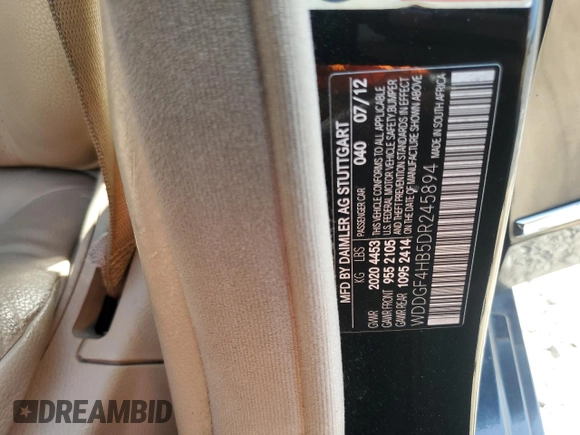 MFD BY DAIMLER AG STUTTGART
KG LBS PASSENGER CAR 040 07/12
GVWR 2020 4453 THIS VEHICLE CONFORMS TO ALL APPLICABLE
GAWR FRONT 955 2105 U.S. FEDERAL MOTOR VEHICLE SAFETY, BUMPER
GAWR REAR 1095 2414 AND THEFT PREVENTION STANDARDS IN EFFECT
ON THE DATE OF MANUFACTURE SHOWN ABOVE
WDDGF4HB5DR245894 MADE IN SOUTH AFRICA
DREAMBID